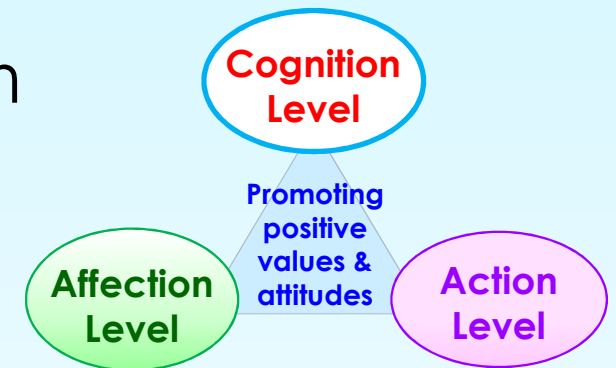 n
Cognition
Level
Promoting
positive
values &
attitudes
Affection
Level
Action
Level